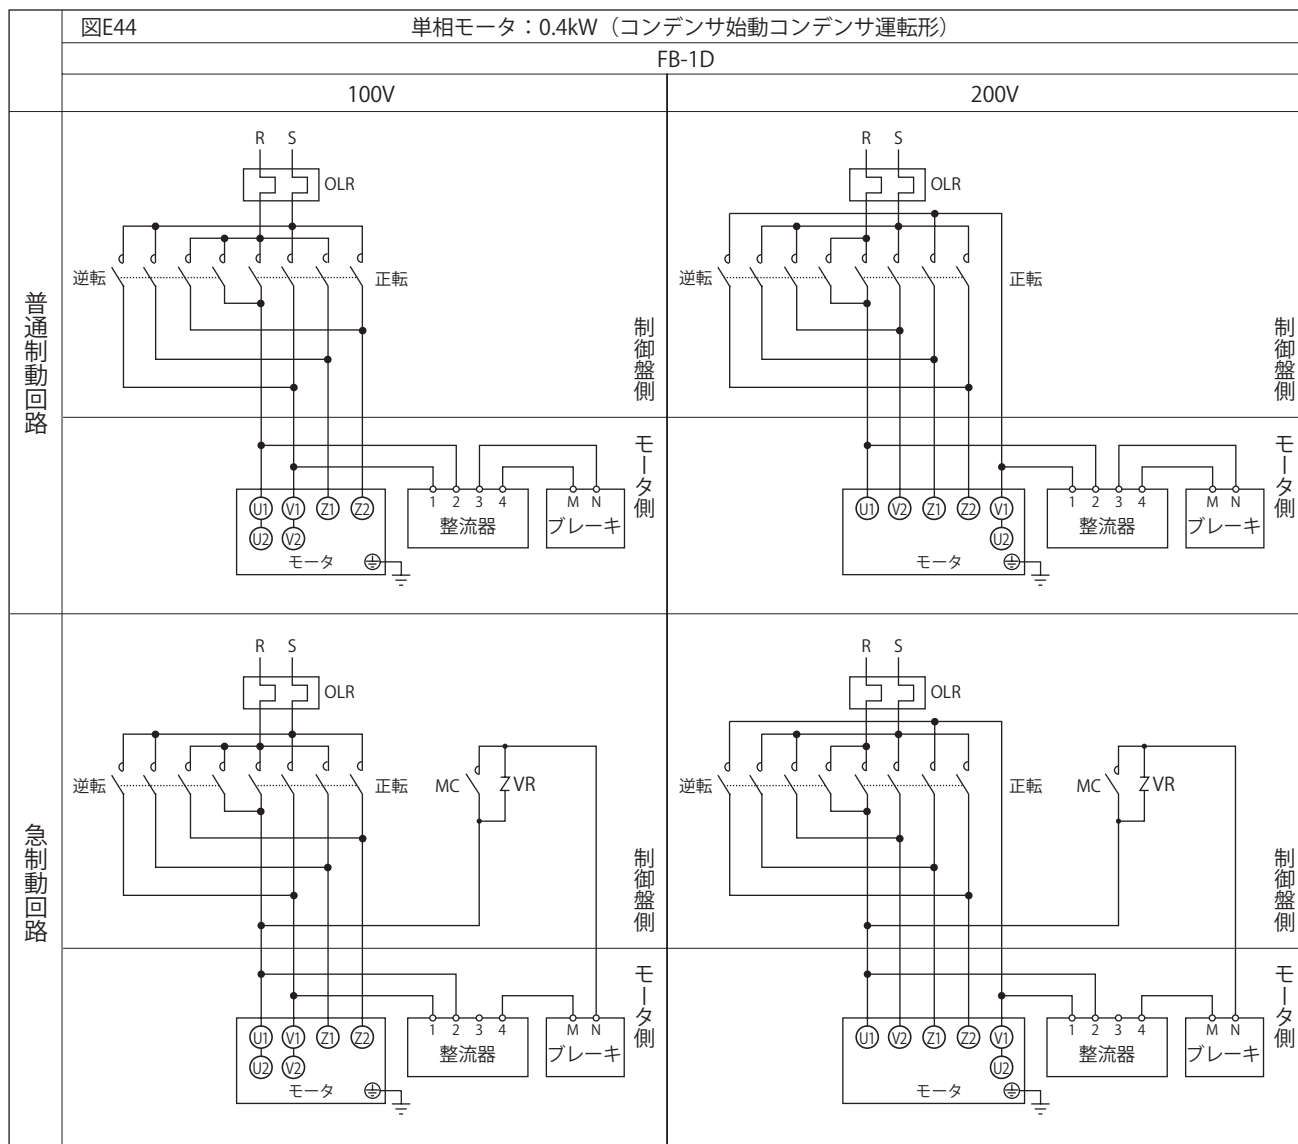 図E44 単相モータ：0.4kW（コンデンサ始動コンデンサ運転形）
FB-1D
100V 200V
普通制動回路
R S
OLR
逆転 正転
制御盤側
モータ側
U1 V1 Z1 Z2
U2 V2
モータ
1 2 3 4
整流器
M N
ブレーキ
R S
OLR
逆転 正転
制御盤側
モータ側
U1 V2 Z1 Z2 V1
U2
モータ
1 2 3 4
整流器
M N
ブレーキ
急制動回路
R S
OLR
逆転 正転
MC VR
制御盤側
モータ側
U1 V1 Z1 Z2
U2 V2
モータ
1 2 3 4
整流器
M N
ブレーキ
R S
OLR
逆転 正転
MC VR
制御盤側
モータ側
U1 V2 Z1 Z2 V1
U2
モータ
1 2 3 4
整流器
M N
ブレーキ